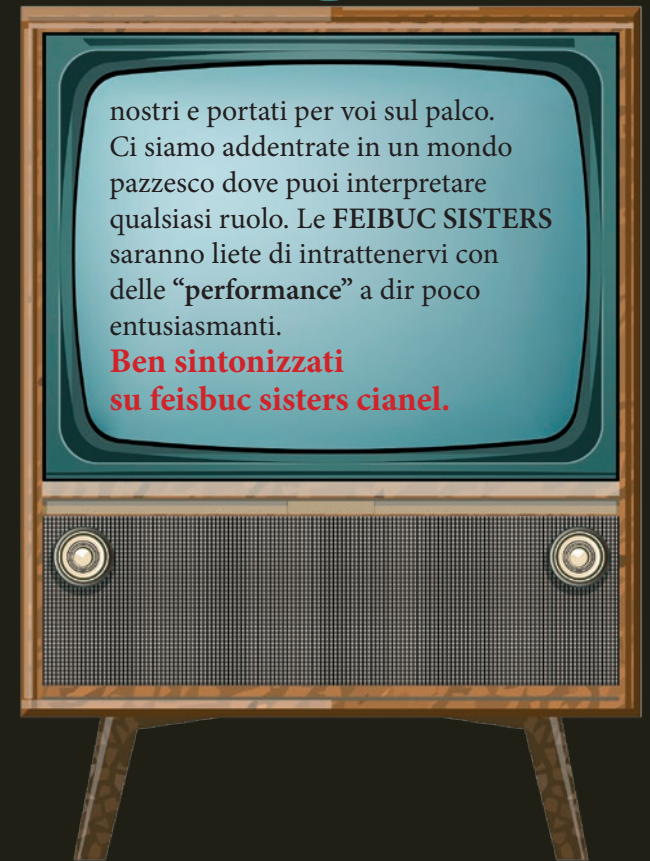 nostri e portati per voi sul palco.
Ci siamo addentrate in un mondo
pazzesco dove puoi interpretare
qualsiasi ruolo. Le FEIBUC SISTERS
saranno liete di intrattenervi con
delle “performance” a dir poco
entusiasmanti.
Ben sintonizzati
su feisbuc sisters cianel.